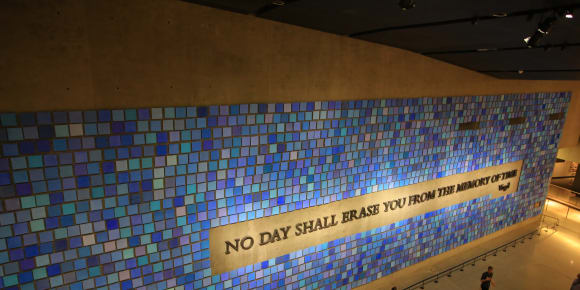 NO DAY SHALL ERASE YOU FROM THE MEMORY OF TIME
Virgil